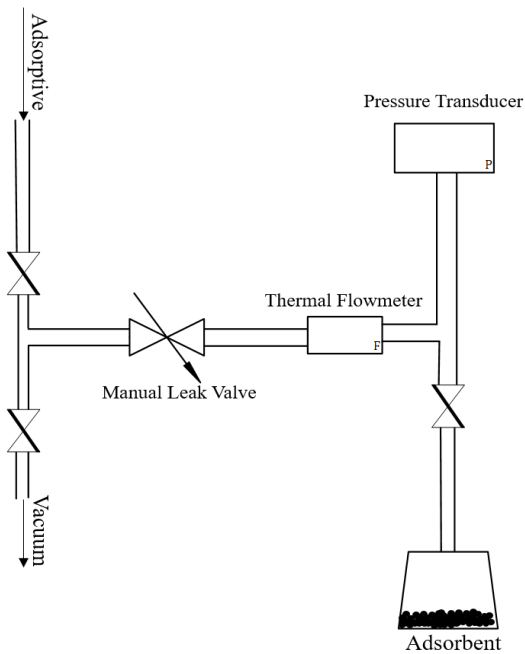 Adsorptive
Pressure Transducer
P
Thermal Flowmeter
F
Manual Leak Valve
Vacuum
Adsorbent